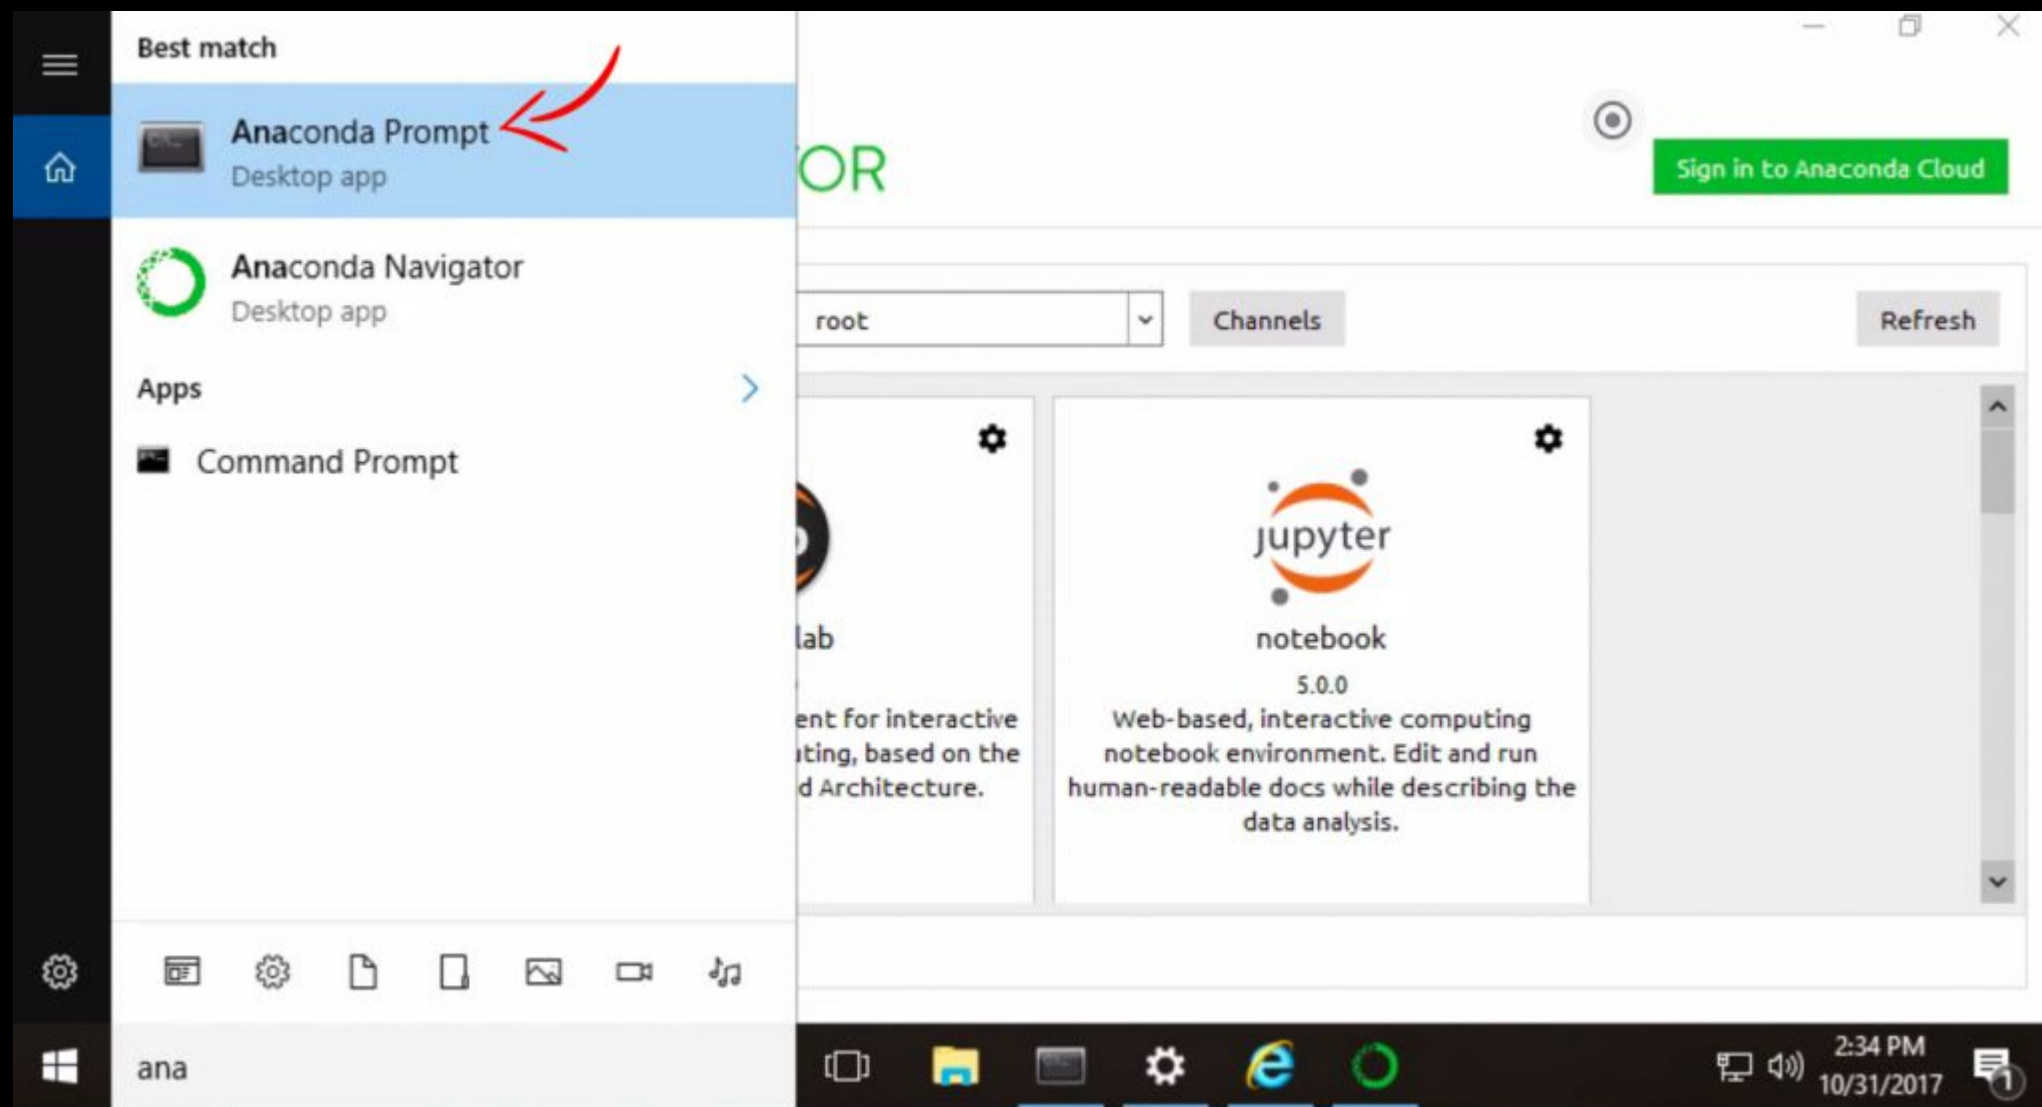 Best match
Anaconda Prompt
Desktop app
Anaconda Navigator
Desktop app
Apps
Command Prompt
ana
OR
Sign in to Anaconda Cloud
root
Channels
Refresh
lab
ent for interactive
ting, based on the
d Architecture.
jupyter
notebook
5.0.0
Web-based, interactive computing
notebook environment. Edit and run
human-readable docs while describing the
data analysis.
2:34 PM
10/31/2017
1